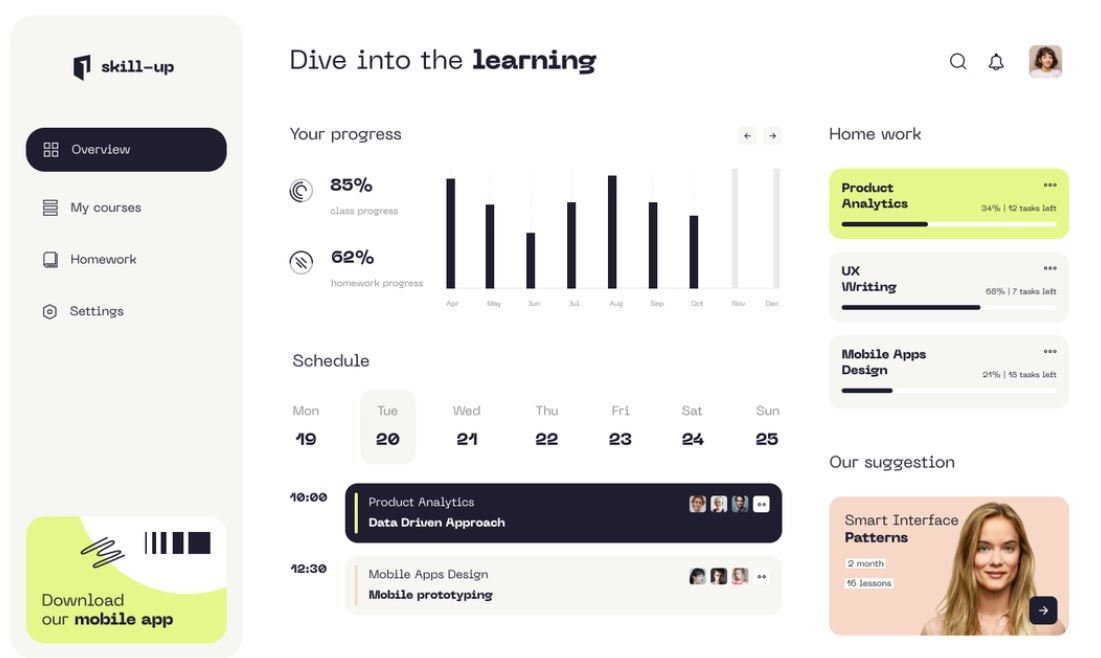 skill-up
Overview
My courses
Homework
Settings
Download
our mobile app
Dive into the learning
Your progress
85%
class progress
62%
homework progress
Apr May Jun Jul Aug Sep Oct Nov Dec
Schedule
Mon Tue Wed Thu Fri Sat Sun
19 20 21 22 23 24 25
10:00
Product Analytics
Data Driven Approach
12:30
Mobile Apps Design
Mobile prototyping
Home work
Product
Analytics
34% | 12 tasks left
UX
Writing
68% | 7 tasks left
Mobile Apps
Design
21% | 18 tasks left
Our suggestion
Smart Interface
Patterns
2 month
16 lessons